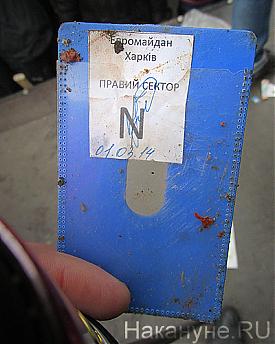 Євромайдан
Харків
ПРАВИЙ СЕКТОР
N
01.03.14
Накануне.RU